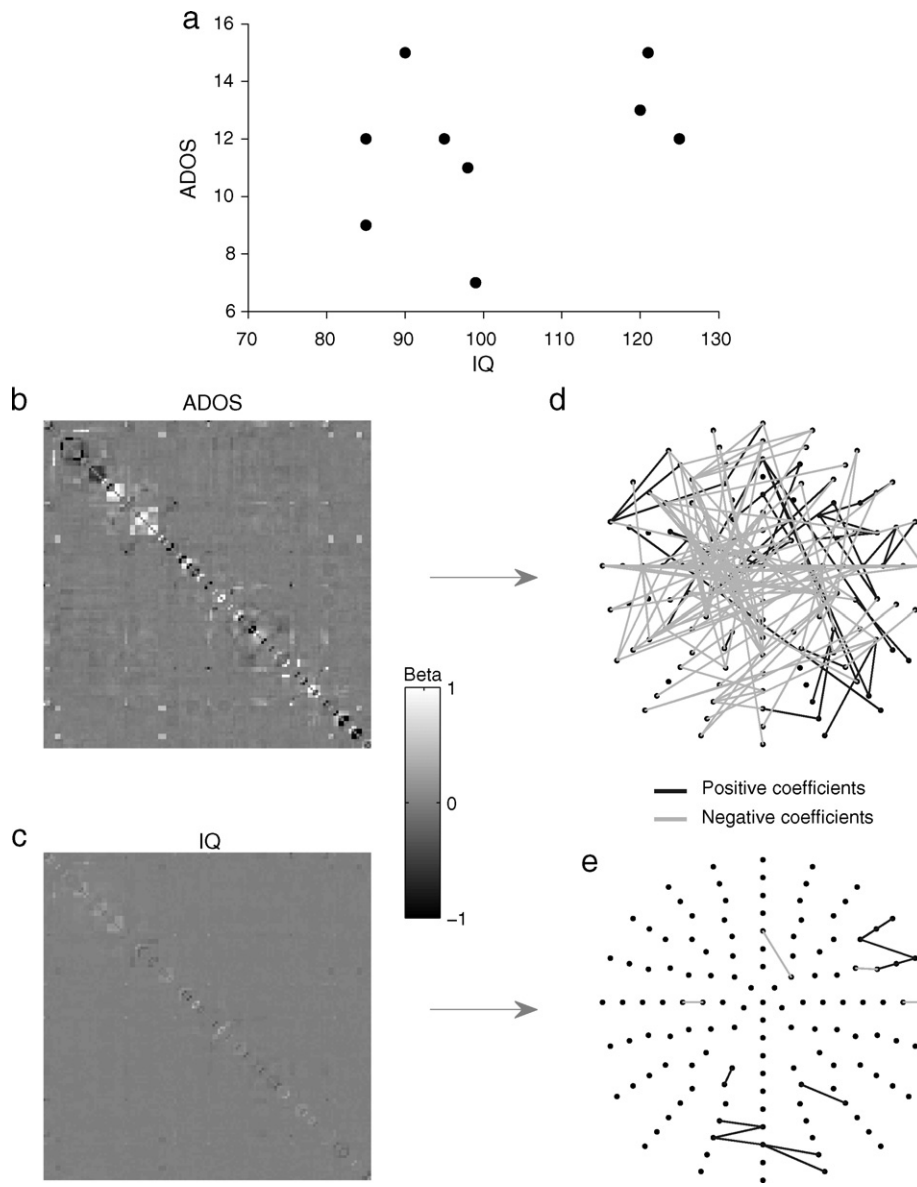 a
16
14
12
10
8
6
ADOS
70 80 90 100 110 120 130
IQ
b
ADOS
d
Beta
1
0
−1
Positive coefficients
Negative coefficients
c
IQ
e